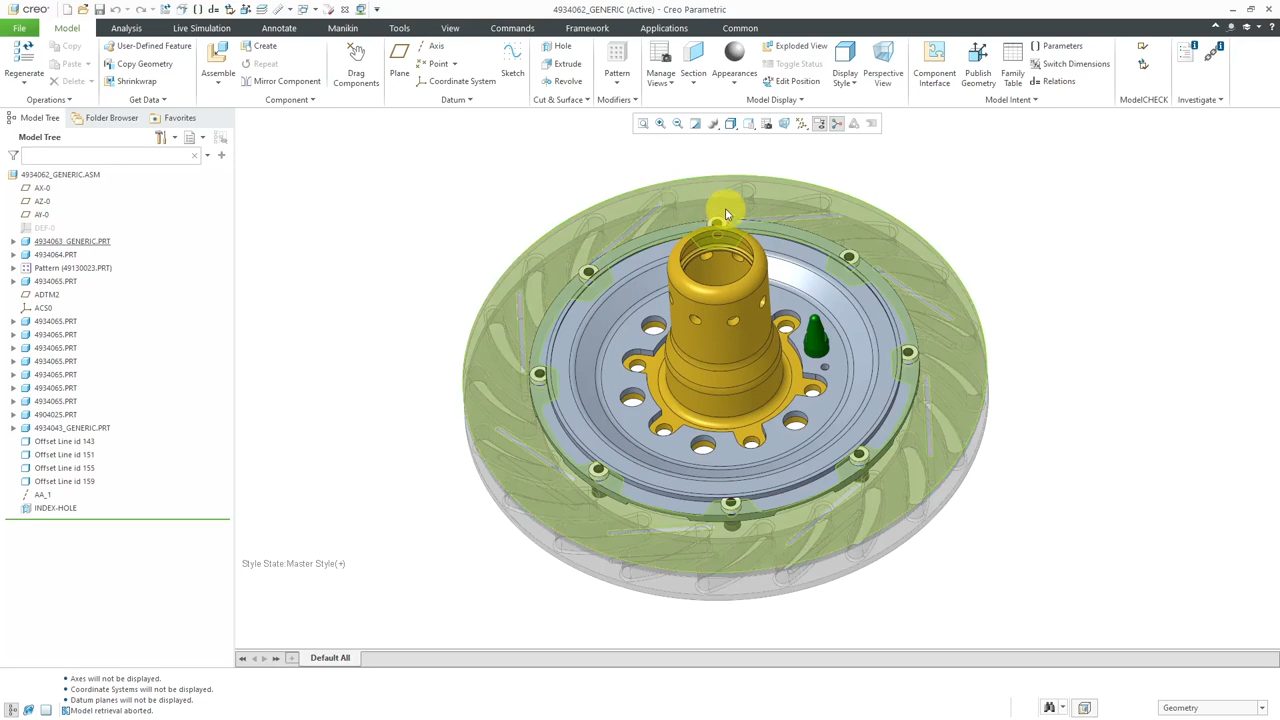 creo 4934062_GENERIC (Active) - Creo Parametric
File Model Analysis Live Simulation Annotate Manikin Tools Commands Framework Applications Common
Regenerate Copy Paste Delete Operations
User-Defined Feature Copy Geometry Shrinkwrap Get Data
Assemble Create Repeat Mirror Component Drag Components Component
Plane Axis Point Coordinate System Sketch Datum
Hole Extrude Revolve Cut & Surface
Pattern Modifiers
Manage Views Section Appearances Exploded View Toggle Status Edit Position Display Style Perspective View Model Display
Component Interface Publish Geometry Family Table Parameters Switch Dimensions Relations Model Intent
ModelCHECK
Investigate
Model Tree Folder Browser Favorites
Model Tree
4934062_GENERIC.ASM
AX-0
AZ-0
AY-0
DEF-0
4934063_GENERIC.PRT
4934064.PRT
Pattern (49130023.PRT)
4934065.PRT
ADTM2
ACS0
4934065.PRT
4934065.PRT
4934065.PRT
4934065.PRT
4934065.PRT
4934065.PRT
4934065.PRT
4904025.PRT
4934043_GENERIC.PRT
Offset Line id 143
Offset Line id 151
Offset Line id 155
Offset Line id 159
AA_1
INDEX-HOLE
Style State:Master Style(+)
Default All
• Axes will not be displayed.
• Coordinate Systems will not be displayed.
• Datum planes will not be displayed.
Model retrieval aborted.
Geometry